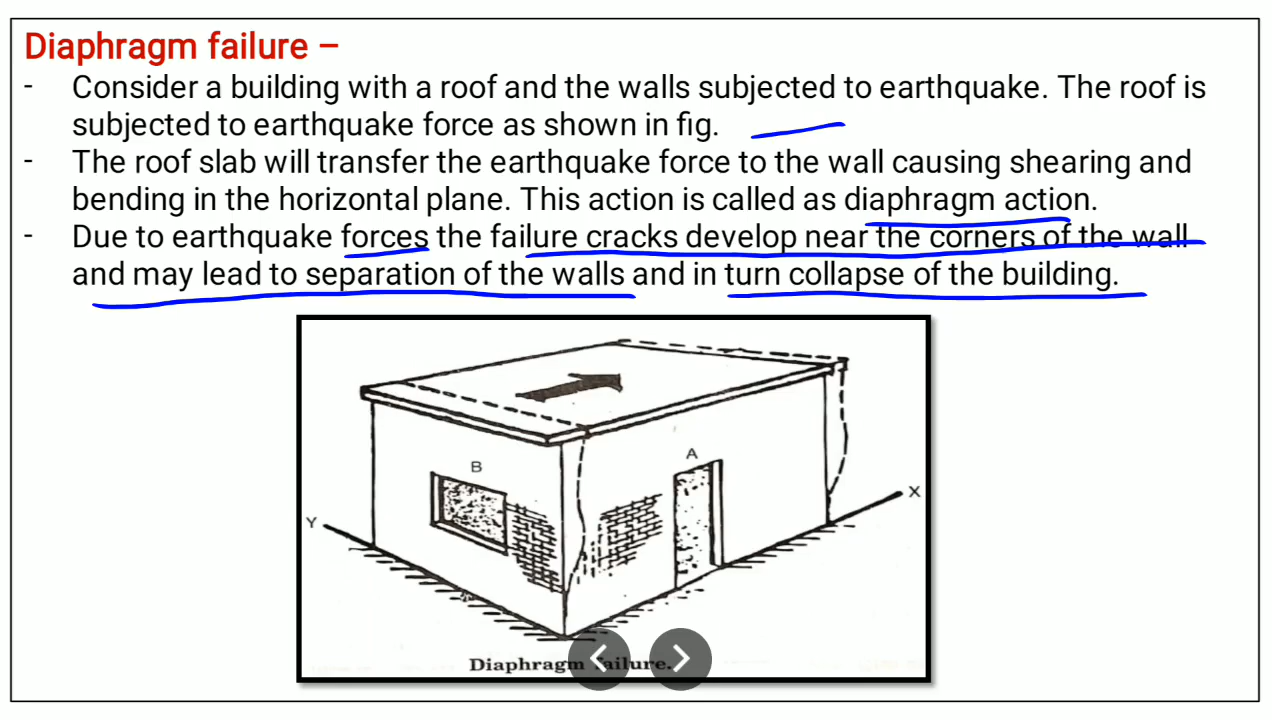 Diaphragm failure –
- Consider a building with a roof and the walls subjected to earthquake. The roof is
subjected to earthquake force as shown in fig.
- The roof slab will transfer the earthquake force to the wall causing shearing and
bending in the horizontal plane. This action is called as diaphragm action.
- Due to earthquake forces the failure cracks develop near the corners of the wall
and may lead to separation of the walls and in turn collapse of the building.
A
B
X
Y
Diaphragm failure.